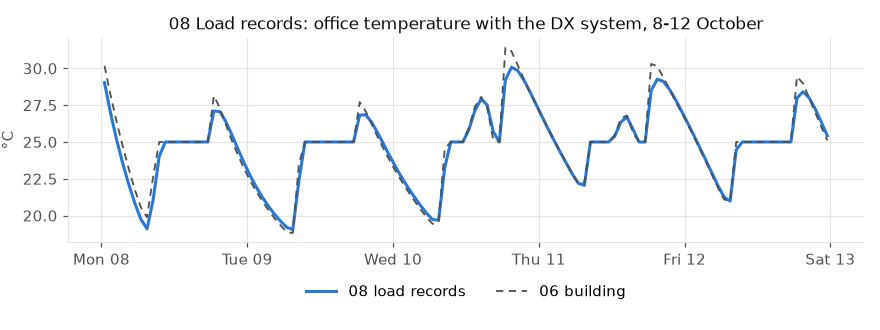 08 Load records: office temperature with the DX system, 8-12 October
°C
30.0
27.5
25.0
22.5
20.0
Mon 08 Tue 09 Wed 10 Thu 11 Fri 12 Sat 13
08 load records 06 building